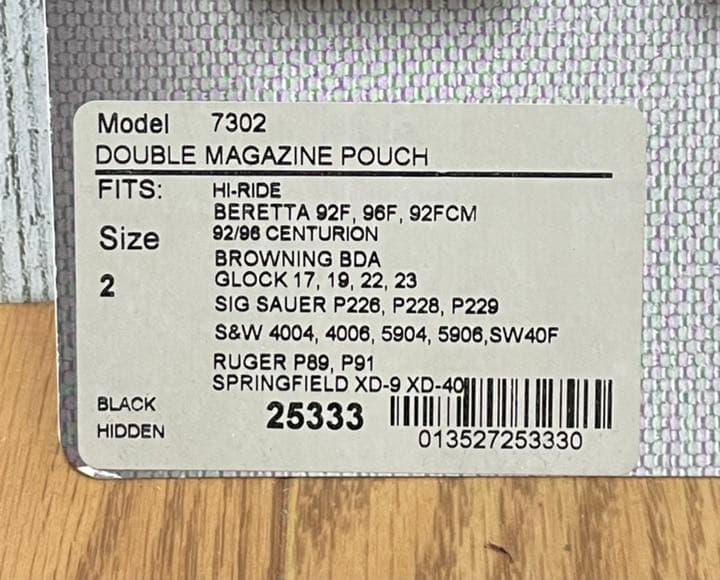 Model 7302
DOUBLE MAGAZINE POUCH
FITS: HI-RIDE
BERETTA 92F, 96F, 92FCM
Size 92/96 CENTURION
BROWNING BDA
2 GLOCK 17, 19, 22, 23
SIG SAUER P226, P228, P229
S&W 4004, 4006, 5904, 5906,SW40F
RUGER P89, P91
SPRINGFIELD XD-9 XD-40
BLACK 25333
HIDDEN 013527253330